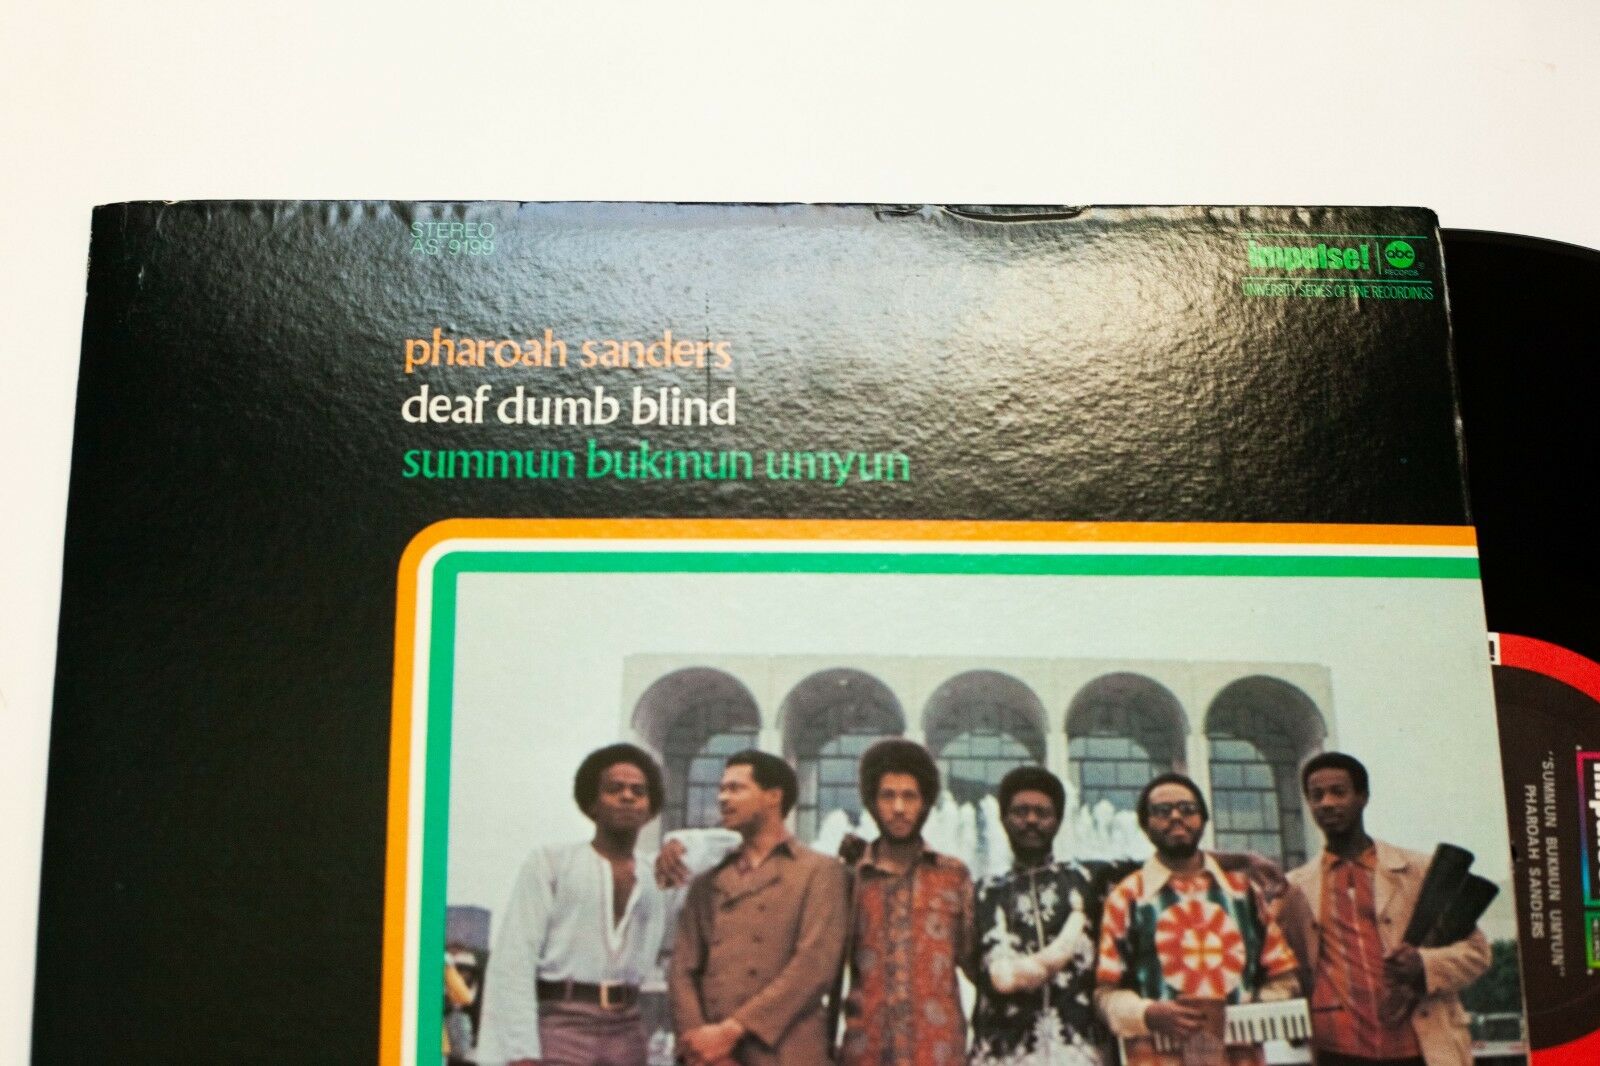 STEREO
AS 9199
impulse! abc RECORDS
UNIVERSITY SERIES OF FINE RECORDINGS
pharoah sanders
deaf dumb blind
summun bukmun umyun
"SUMMUN BUKMUN UMYUN"
PHAROAH SANDERS